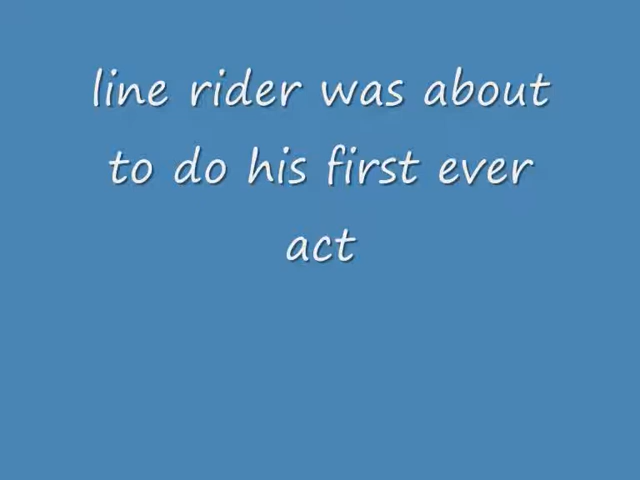 line rider was about
to do his first ever
act